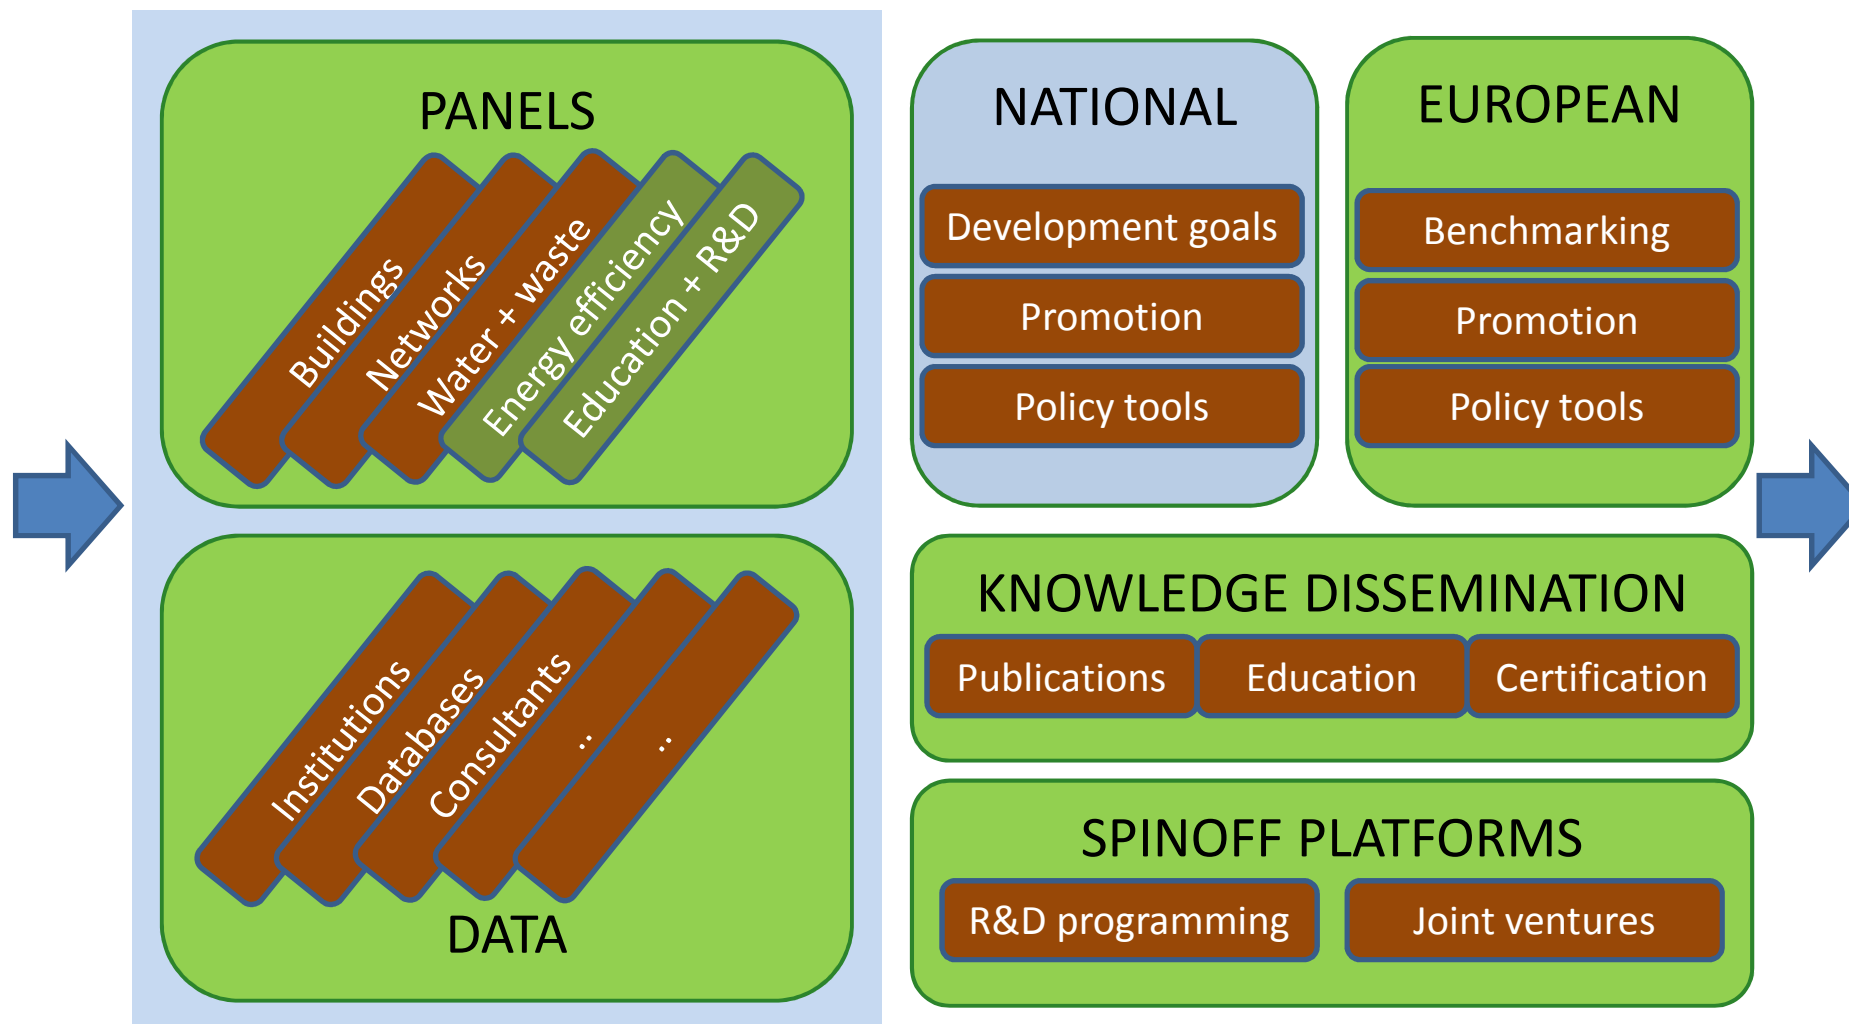 PANELS
Buildings
Networks
Water + waste
Energy efficiency
Education + R&D
Institutions
Databases
Consultants
..
..
DATA
NATIONAL
Development goals
Promotion
Policy tools
EUROPEAN
Benchmarking
Promotion
Policy tools
KNOWLEDGE DISSEMINATION
Publications
Education
Certification
SPINOFF PLATFORMS
R&D programming
Joint ventures